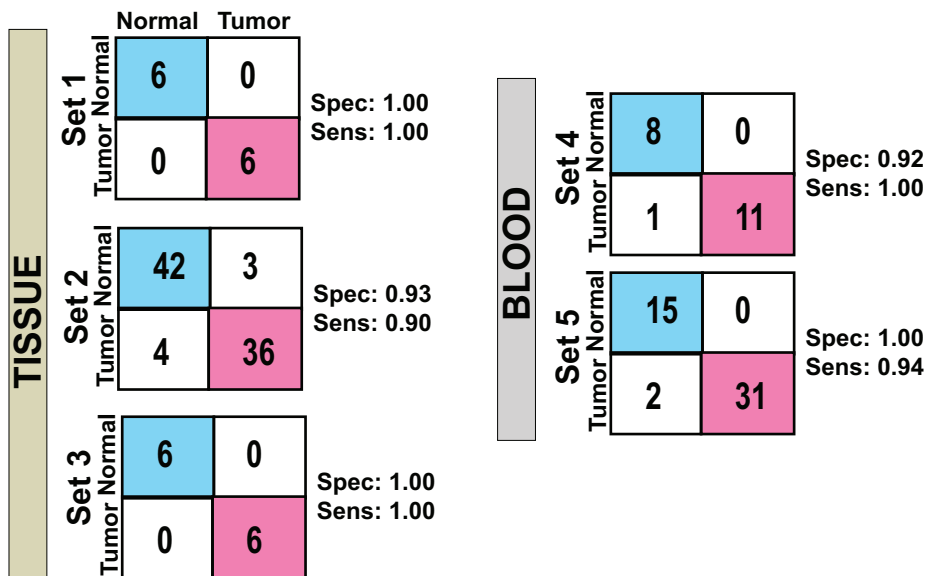 TISSUE
Normal Tumor
Set 1
Normal
Tumor
6 0
0 6
Spec: 1.00
Sens: 1.00
Set 2
Normal
Tumor
42 3
4 36
Spec: 0.93
Sens: 0.90
Set 3
Normal
Tumor
6 0
0 6
Spec: 1.00
Sens: 1.00
BLOOD
Set 4
Normal
Tumor
8 0
1 11
Spec: 0.92
Sens: 1.00
Set 5
Normal
Tumor
15 0
2 31
Spec: 1.00
Sens: 0.94